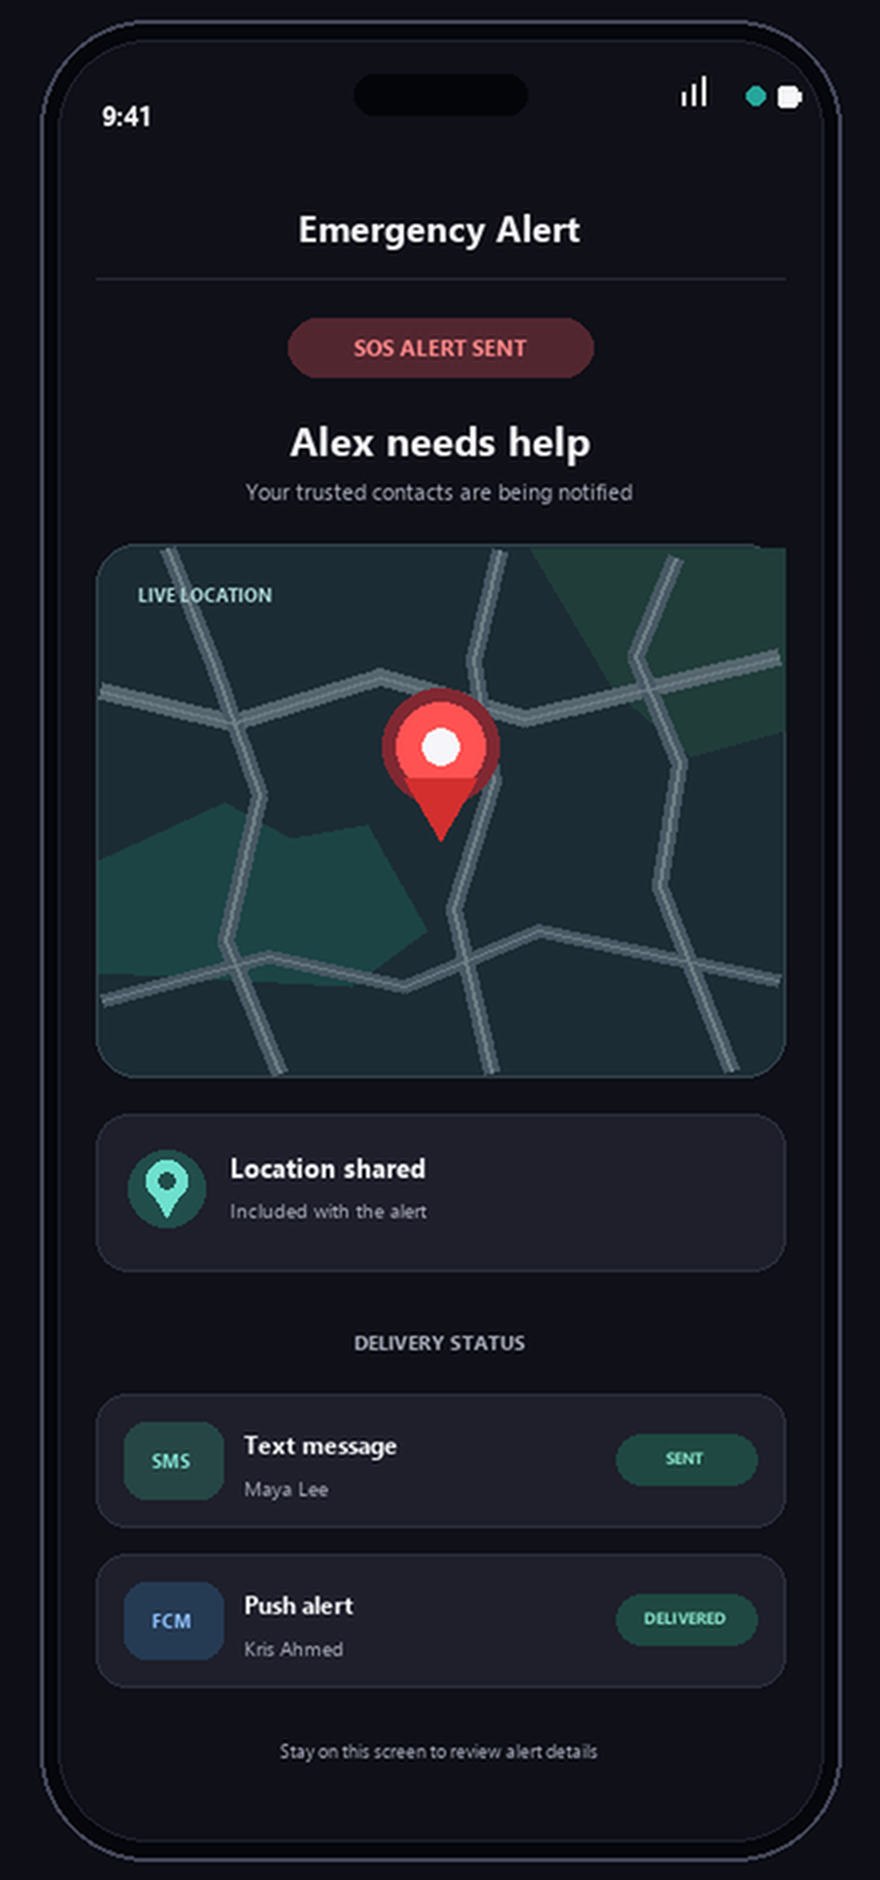 9:41
Emergency Alert
SOS ALERT SENT
Alex needs help
Your trusted contacts are being notified
LIVE LOCATION
Location shared
Included with the alert
DELIVERY STATUS
SMS
Text message
Maya Lee
SENT
FCM
Push alert
Kris Ahmed
DELIVERED
Stay on this screen to review alert details